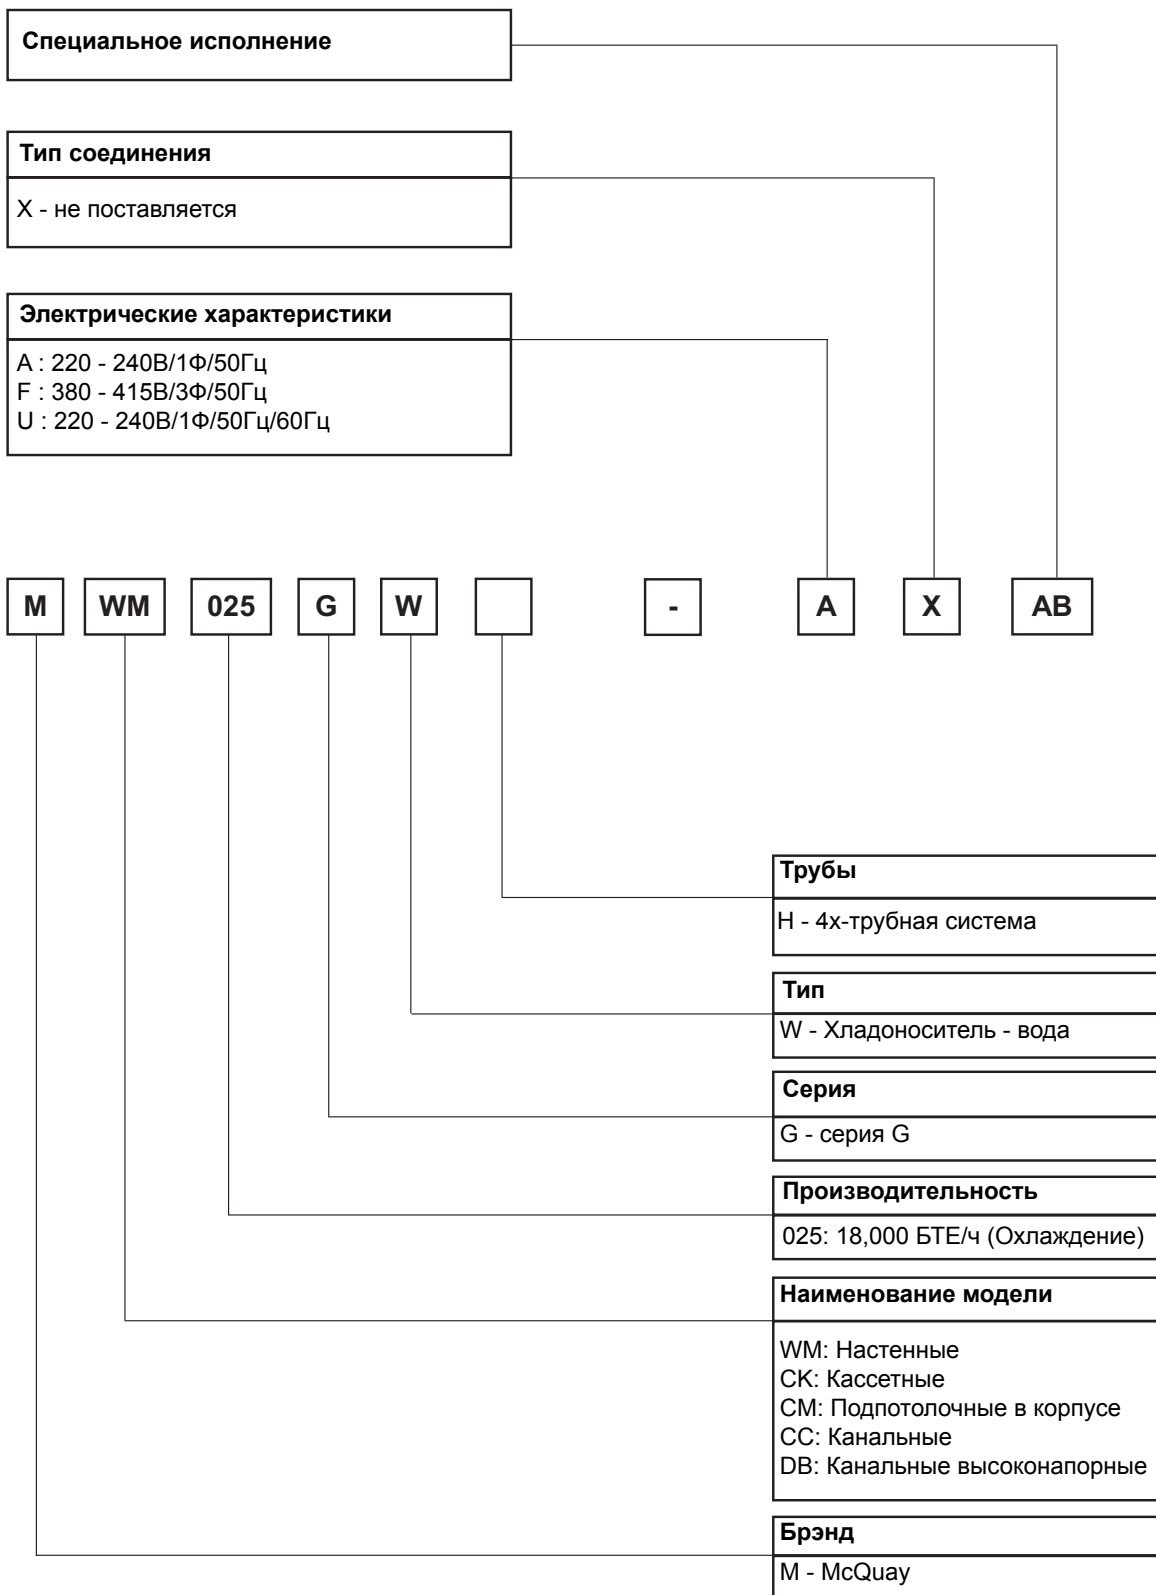 Специальное исполнение
Тип соединения
X - не поставляется
Электрические характеристики
A : 220 - 240В/1Ф/50Гц
F : 380 - 415В/3Ф/50Гц
U : 220 - 240В/1Ф/50Гц/60Гц
M WM 025 G W - A X AB
Трубы
H - 4х-трубная система
Тип
W - Хладоноситель - вода
Серия
G - серия G
Производительность
025: 18,000 БТЕ/ч (Охлаждение)
Наименование модели
WM: Настенные
CK: Кассетные
CM: Подпотолочные в корпусе
CC: Канальные
DB: Канальные высоконапорные
Брэнд
M - McQuay